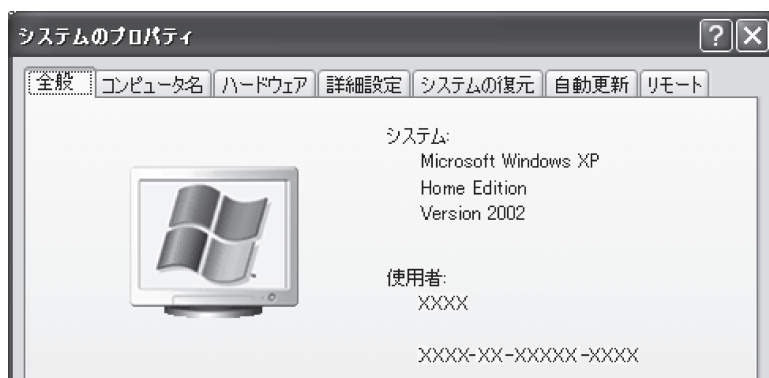 システムのプロパティ
全般 コンピュータ名 ハードウェア 詳細設定 システムの復元 自動更新 リモート
システム:
Microsoft Windows XP
Home Edition
Version 2002
使用者:
XXXX
XXXX-XX-XXXXX-XXXX